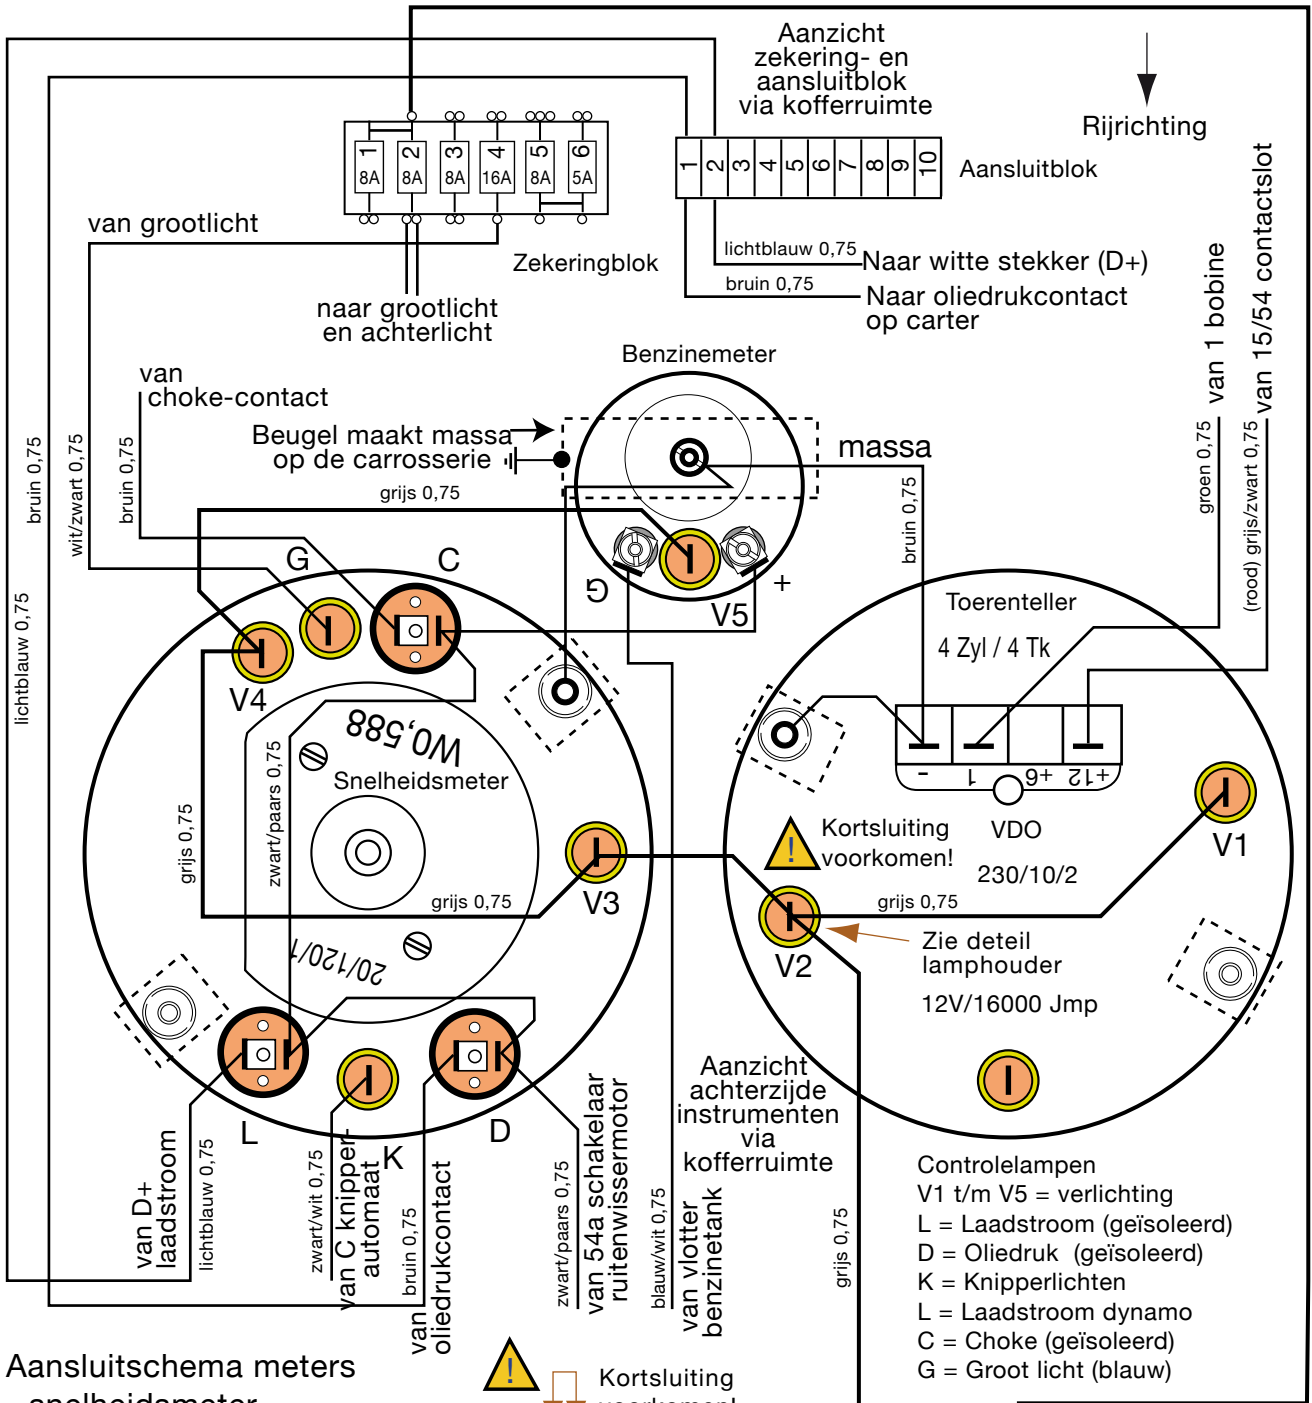 Aanzicht
zekering- en
aansluitblok
via kofferruimte
Rijrichting
1 2 3 4 5 6
8A 8A 8A 16A 8A 5A
1 2 3 4 5 6 7 8 9 10
Aansluitblok
van grootlicht
Zekeringblok
lichtblauw 0,75
Naar witte stekker (D+)
bruin 0,75
Naar oliedrukcontact
op carter
naar grootlicht
en achterlicht
van 1 bobine
van 15/54 contactslot
Benzinemeter
van
choke-contact
Beugel maakt massa
op de carrosserie
massa
grijs 0,75
bruin 0,75
wit/zwart 0,75
bruin 0,75
bruin 0,75
groen 0,75
(rood) grijs/zwart 0,75
lichtblauw 0,75
G
C
G
+
V5
V4
Toerenteller
4 Zyl / 4 Tk
W0,588
Snelheidsmeter
zwart/paars 0,75
grijs 0,75
- 1 +6 +12
VDO
230/10/2
Kortsluiting
voorkomen!
V1
V3
grijs 0,75
grijs 0,75
V2
Zie deteil
lamphouder
12V/16000 Jmp
20/120/1
L
K
D
Aanzicht
achterzijde
instrumenten
via
kofferruimte
van D+
laadstroom
lichtblauw 0,75
zwart/wit 0,75
van C knipper-
automaat
bruin 0,75
van
oliedrukcontact
zwart/paars 0,75
van 54a schakelaar
ruitenwissermotor
blauw/wit 0,75
van vlotter
benzinetank
grijs 0,75
Controlelampen
V1 t/m V5 = verlichting
L = Laadstroom (geïsoleerd)
D = Oliedruk (geïsoleerd)
K = Knipperlichten
L = Laadstroom dynamo
C = Choke (geïsoleerd)
G = Groot licht (blauw)
Aansluitschema meters
snelheidsmeter
Kortsluiting
voorkomen!